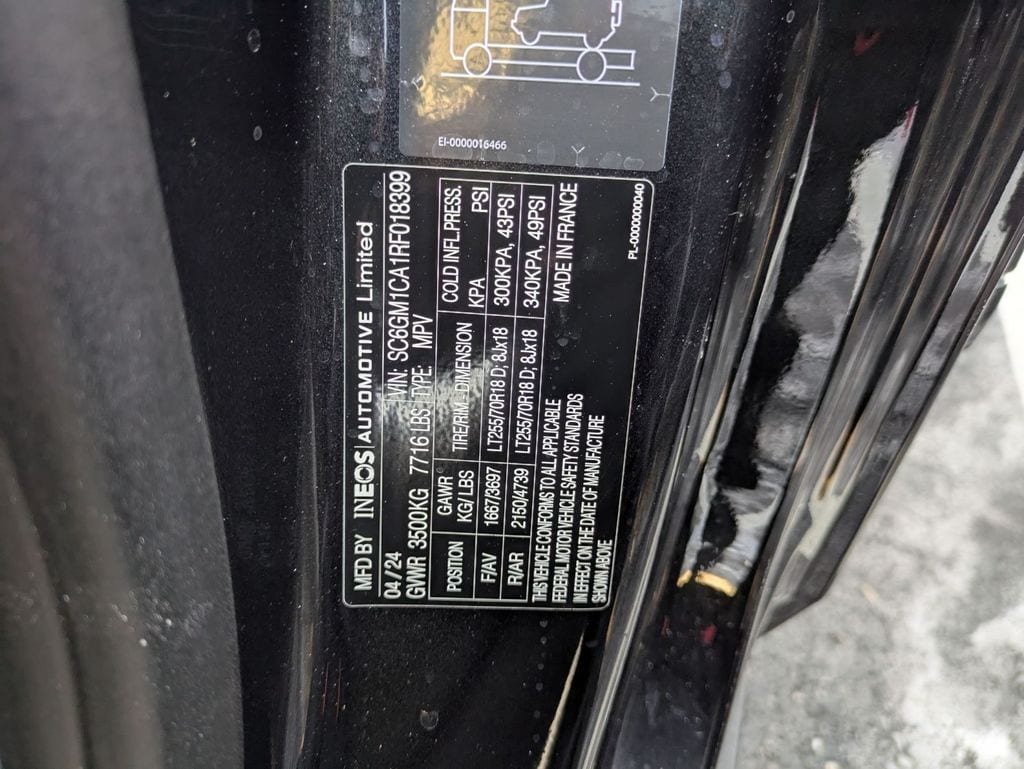 EI-0000016466
MFD BY INEOS | AUTOMOTIVE Limited
04 / 24 VIN: SC6GM1CA1RF018399
GWWR 3500KG 7716 LBS TYPE: MPV
POSITION GAWR KG/ LBS TIRE/RIM DIMENSION COLD INFL.PRESS. KPA PSI
F/AV 1667/3697 LT255/70R18 D; 8Jx18 300KPA, 43PSI
R/AR 2150/4739 LT255/70R18 D; 8Jx18 340KPA, 49PSI
THIS VEHICLE CONFORMS TO ALL APPLICABLE MADE IN FRANCE
FEDERAL MOTOR VEHICLE SAFETY STANDARDS
IN EFFECT ON THE DATE OF MANUFACTURE
SHOWN ABOVE
PL-0000000040